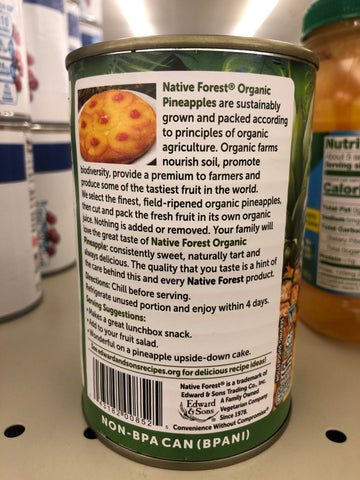 Native Forest® Organic
Pineapples are sustainably
grown and packed according
to principles of organic
agriculture. Organic farms
nourish soil, promote
biodiversity, provide a premium to farmers and
produce some of the tastiest fruit in the world.
We select the finest, field-ripened organic pineapples,
then cut and pack the fresh fruit in its own organic
juice. Nothing is added or removed. Your family will
love the great taste of Native Forest Organic
Pineapple: consistently sweet, naturally tart and
always delicious. The quality that you taste is a hint of
the care behind this and every Native Forest product.
Directions: Chill before serving.
Refrigerate unused portion and enjoy within 4 days.
Serving Suggestions:
• Makes a great lunchbox snack.
• Add to your fruit salad.
• Wonderful on a pineapple upside-down cake.
See edwardandsonsrecipes.org for delicious recipe ideas!
Native Forest® is a trademark of
Edward & Sons Trading Co., Inc.
A Family Owned
Vegetarian Company
Since 1978.
Edward
& Sons
Convenience Without Compromise®
NON-BPA CAN (BPANI)
Nutri
Serving
Calor
Total Fat